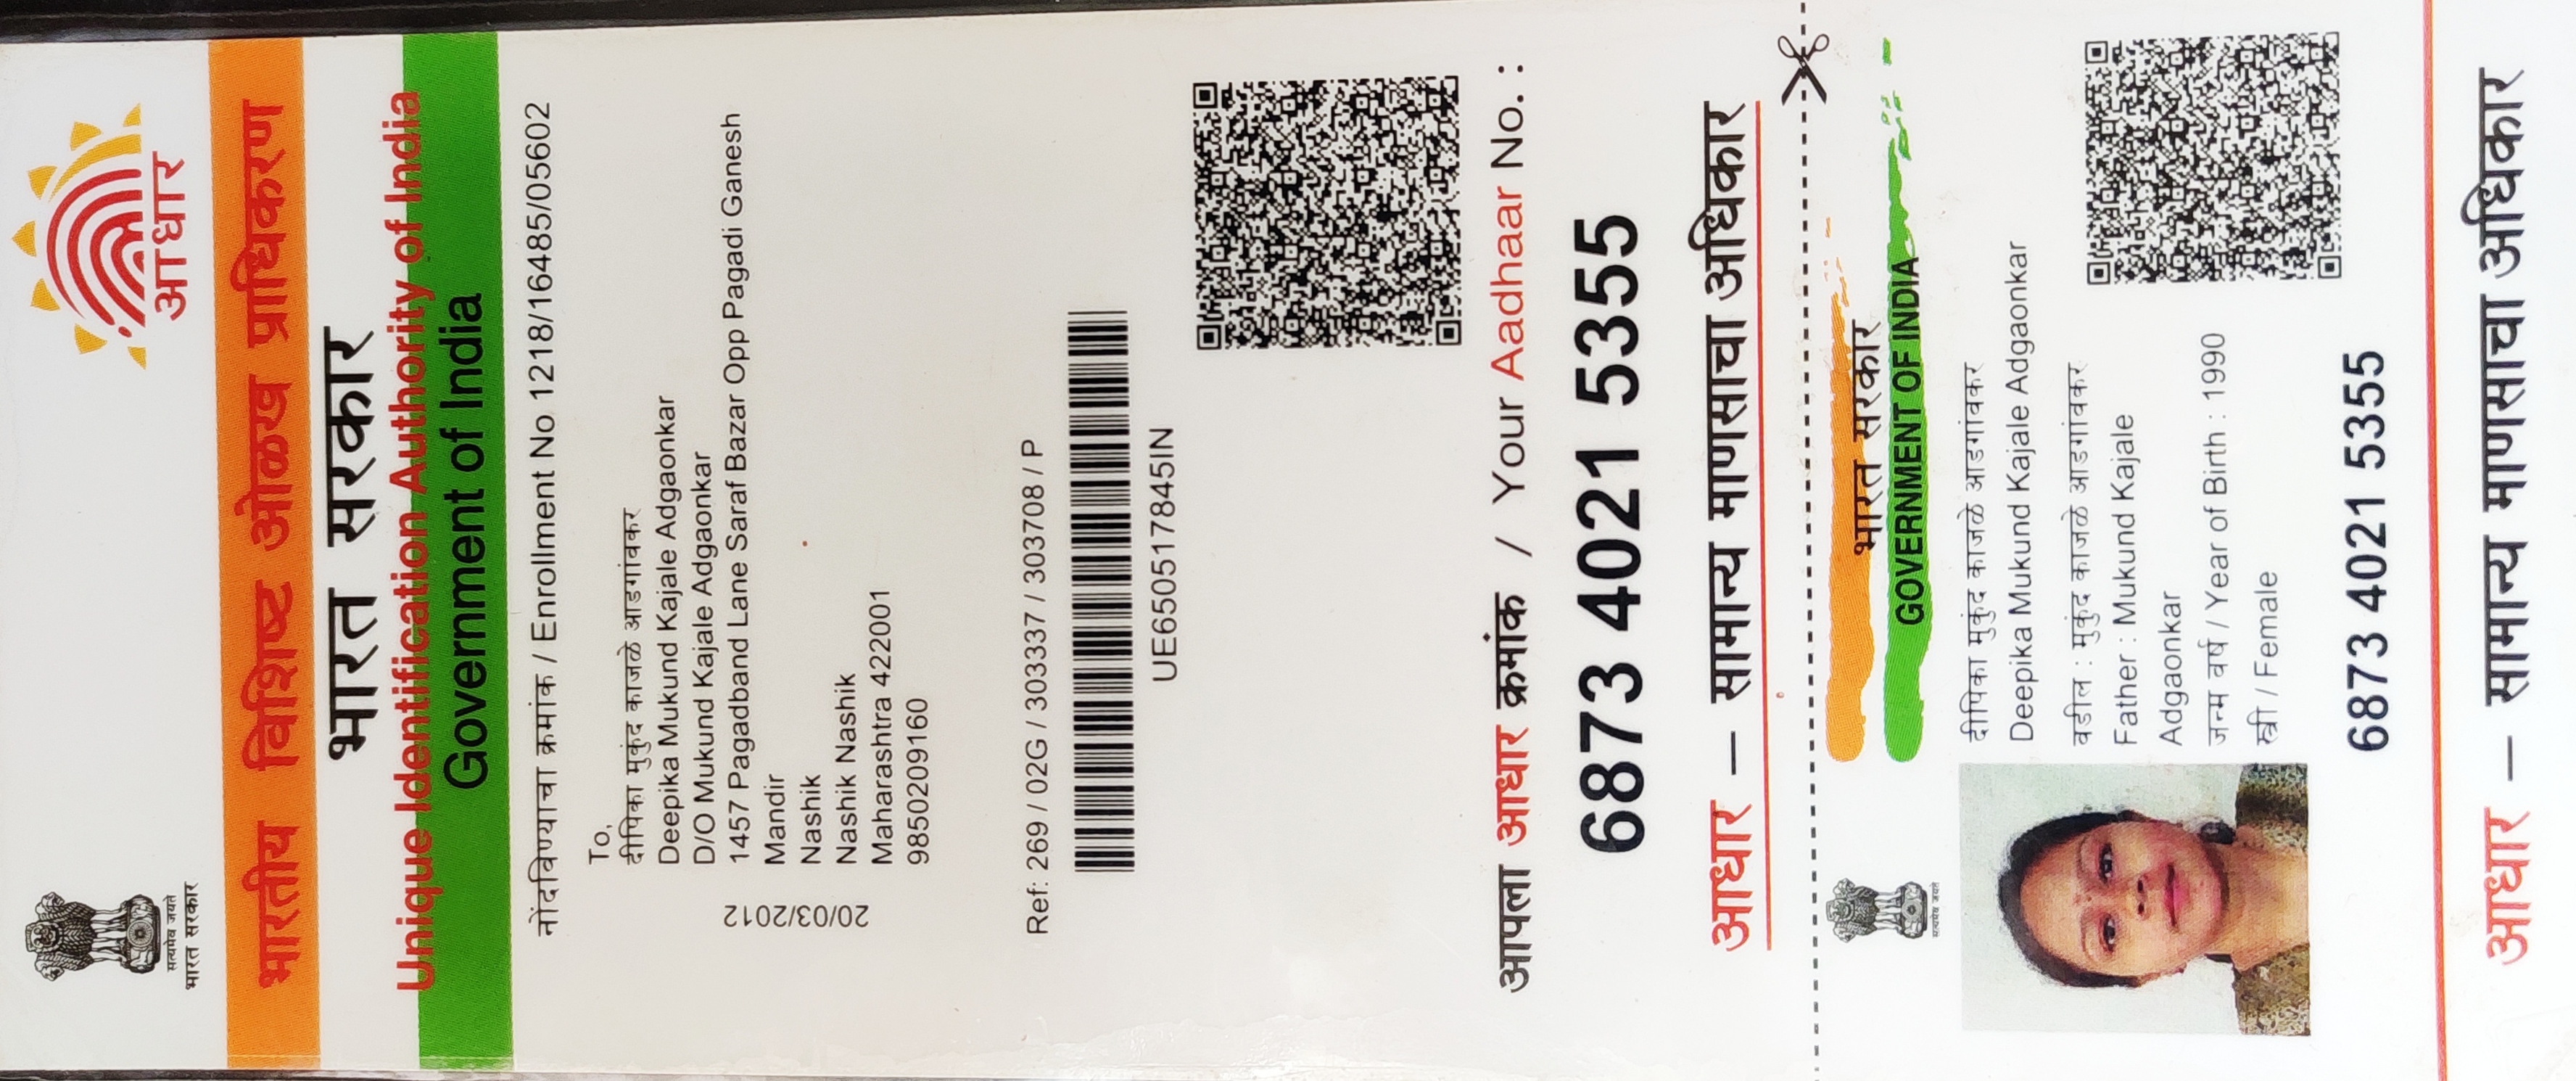 सत्यमेव जयते
भारत सरकार
आधार
भारतीय विशिष्ट ओळख प्राधिकरण
भारत सरकार
Unique Identification Authority of India
Government of India
नोंदविण्याचा क्रमांक / Enrollment No 1218/16485/05602
To,
दीपिका मुकुंद काजळे आडगांवकर
Deepika Mukund Kajale Adgaonkar
D/O Mukund Kajale Adgaonkar
1457 Pagadband Lane Saraf Bazar Opp Pagadi Ganesh
Mandir
Nashik
Nashik Nashik
Maharashtra 422001
9850209160
20/03/2012
Ref: 269 / 02G / 303337 / 303708 / P
UE650517845IN
आपला आधार क्रमांक / Your Aadhaar No. :
6873 4021 5355
आधार – सामान्य माणसाचा अधिकार
सत्यमेव जयते
भारत सरकार
GOVERNMENT OF INDIA
दीपिका मुकुंद काजळे आडगांवकर
Deepika Mukund Kajale Adgaonkar
वडील : मुकुंद काजळे आडगांवकर
Father : Mukund Kajale
Adgaonkar
जन्म वर्ष / Year of Birth : 1990
स्त्री / Female
6873 4021 5355
आधार – सामान्य माणसाचा अधिकार